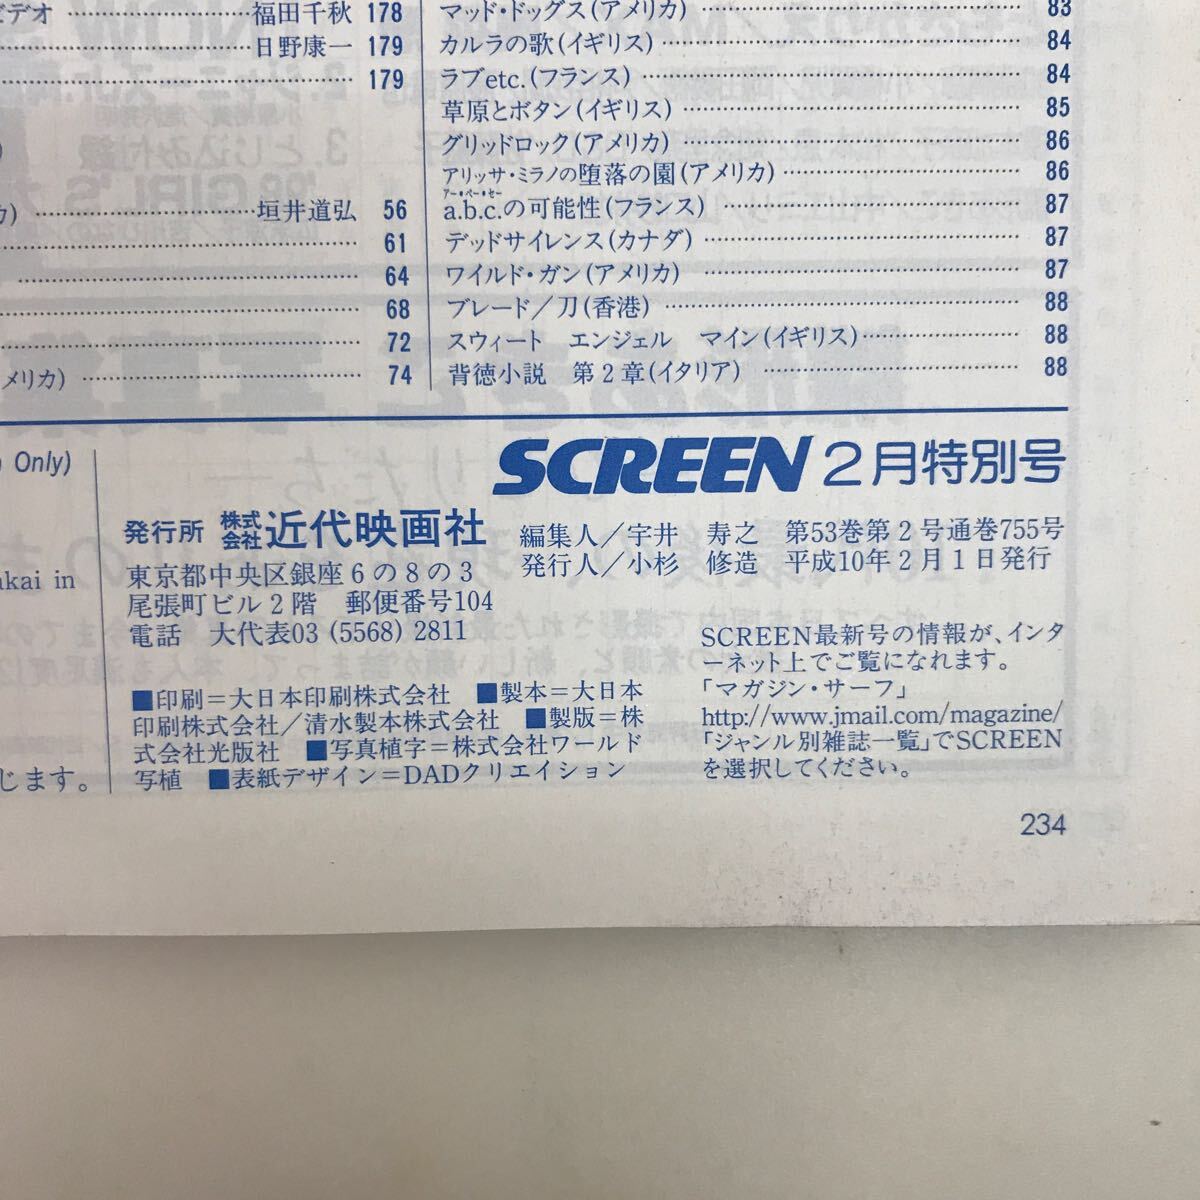 ビデオ 福田千秋 178
日野康一 179
179
カ) 垣井道弘 56
61
64
68
72
メリカ) 74
マッド・ドッグス(アメリカ) 83
カルラの歌(イギリス) 84
ラブetc.(フランス) 84
草原とボタン(イギリス) 85
グリッドロック(アメリカ) 86
アリッサ・ミラノの堕落の園(アメリカ) 86
アー・ベー・セー
a.b.c.の可能性(フランス) 87
デッドサイレンス(カナダ) 87
ワイルド・ガン(アメリカ) 87
ブレード/刀(香港) 88
スウィート エンジェル マイン(イギリス) 88
背徳小説 第2章(イタリア) 88
Only)
ukai in
じます。
SCREEN 2月特別号
発行所 株式会社 近代映画社
東京都中央区銀座6の8の3
尾張町ビル2階 郵便番号104
電話 大代表03 (5568) 2811
編集人/宇井 寿之 第53巻第2号通巻755号
発行人/小杉 修造 平成10年2月1日発行
■印刷=大日本印刷株式会社 ■製本=大日本
印刷株式会社/清水製本株式会社 ■製版=株
式会社光版社 ■写真植字=株式会社ワールド
写植 ■表紙デザイン=DADクリエイション
SCREEN最新号の情報が、インタ
ーネット上でご覧になれます。
「マガジン・サーフ」
http://www.jmail.com/magazine/
「ジャンル別雑誌一覧」でSCREEN
を選択してください。
234